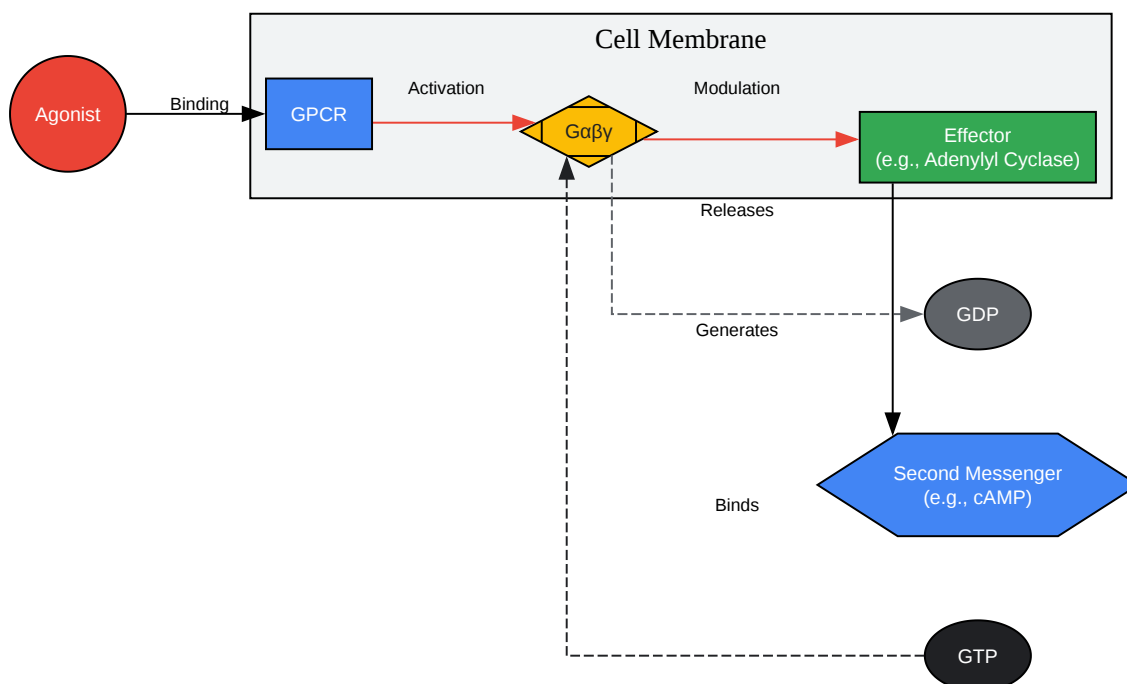 Cell Membrane
Agonist
Binding
GPCR
Activation
Gαβγ
Modulation
Effector
(e.g., Adenylyl Cyclase)
Releases
GDP
Generates
Second Messenger
(e.g., cAMP)
Binds
GTP